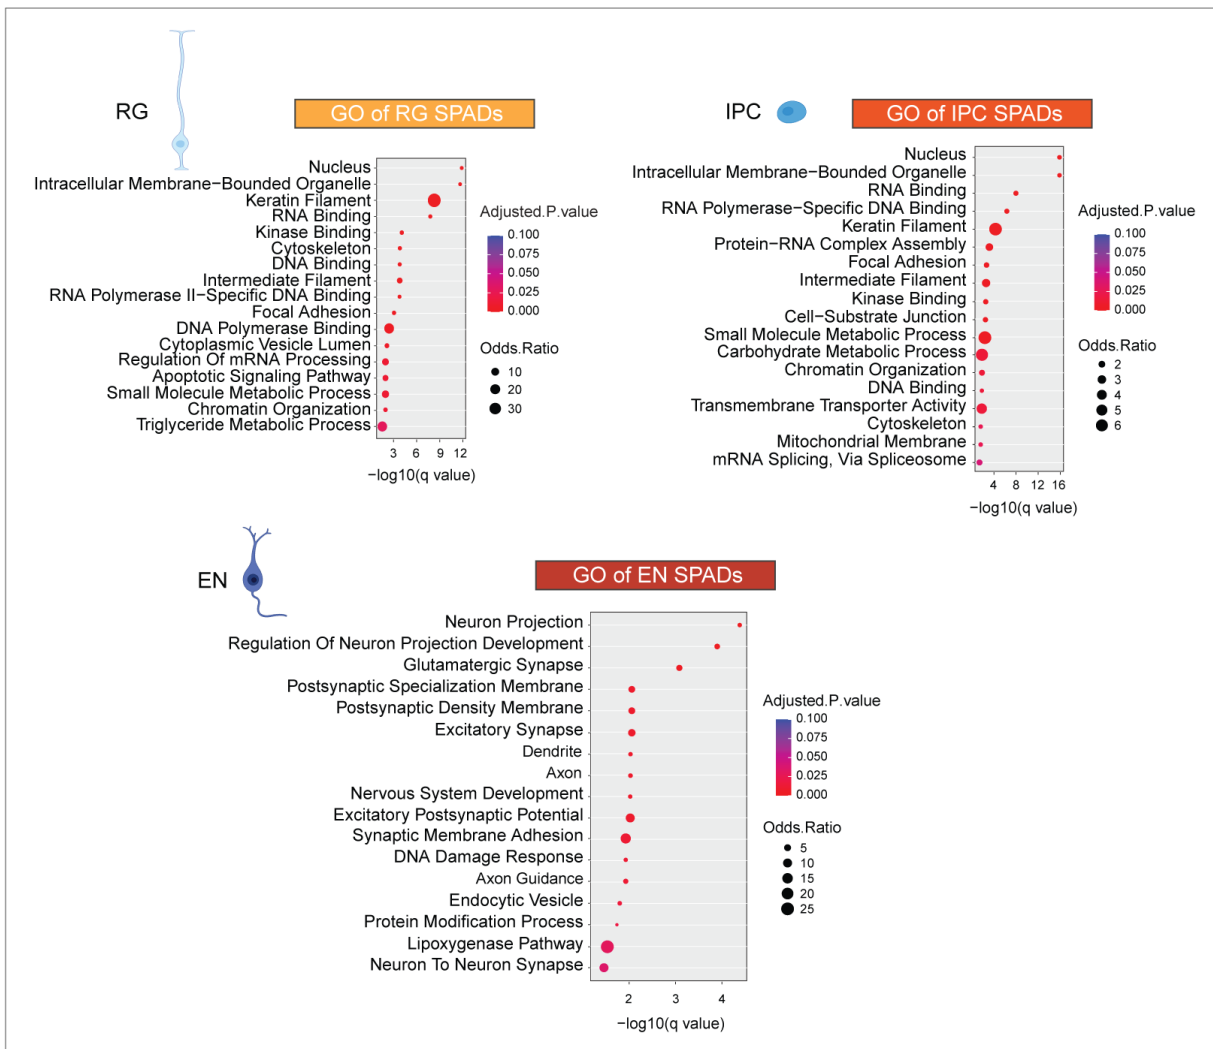 RG
GO of RG SPADs
Nucleus
Intracellular Membrane−Bounded Organelle
Keratin Filament
RNA Binding
Kinase Binding
Cytoskeleton
DNA Binding
Intermediate Filament
RNA Polymerase II−Specific DNA Binding
Focal Adhesion
DNA Polymerase Binding
Cytoplasmic Vesicle Lumen
Regulation Of mRNA Processing
Apoptotic Signaling Pathway
Small Molecule Metabolic Process
Chromatin Organization
Triglyceride Metabolic Process
3 6 9 12
−log10(q value)
Adjusted.P.value
0.100
0.075
0.050
0.025
0.000
Odds.Ratio
10
20
30
IPC
GO of IPC SPADs
Nucleus
Intracellular Membrane−Bounded Organelle
RNA Binding
RNA Polymerase−Specific DNA Binding
Keratin Filament
Protein−RNA Complex Assembly
Focal Adhesion
Intermediate Filament
Kinase Binding
Cell−Substrate Junction
Small Molecule Metabolic Process
Carbohydrate Metabolic Process
Chromatin Organization
DNA Binding
Transmembrane Transporter Activity
Cytoskeleton
Mitochondrial Membrane
mRNA Splicing, Via Spliceosome
4 8 12 16
−log10(q value)
Adjusted.P.value
0.100
0.075
0.050
0.025
0.000
Odds.Ratio
2
3
4
5
6
EN
GO of EN SPADs
Neuron Projection
Regulation Of Neuron Projection Development
Glutamatergic Synapse
Postsynaptic Specialization Membrane
Postsynaptic Density Membrane
Excitatory Synapse
Dendrite
Axon
Nervous System Development
Excitatory Postsynaptic Potential
Synaptic Membrane Adhesion
DNA Damage Response
Axon Guidance
Endocytic Vesicle
Protein Modification Process
Lipoxygenase Pathway
Neuron To Neuron Synapse
2 3 4
−log10(q value)
Adjusted.P.value
0.100
0.075
0.050
0.025
0.000
Odds.Ratio
5
10
15
20
25